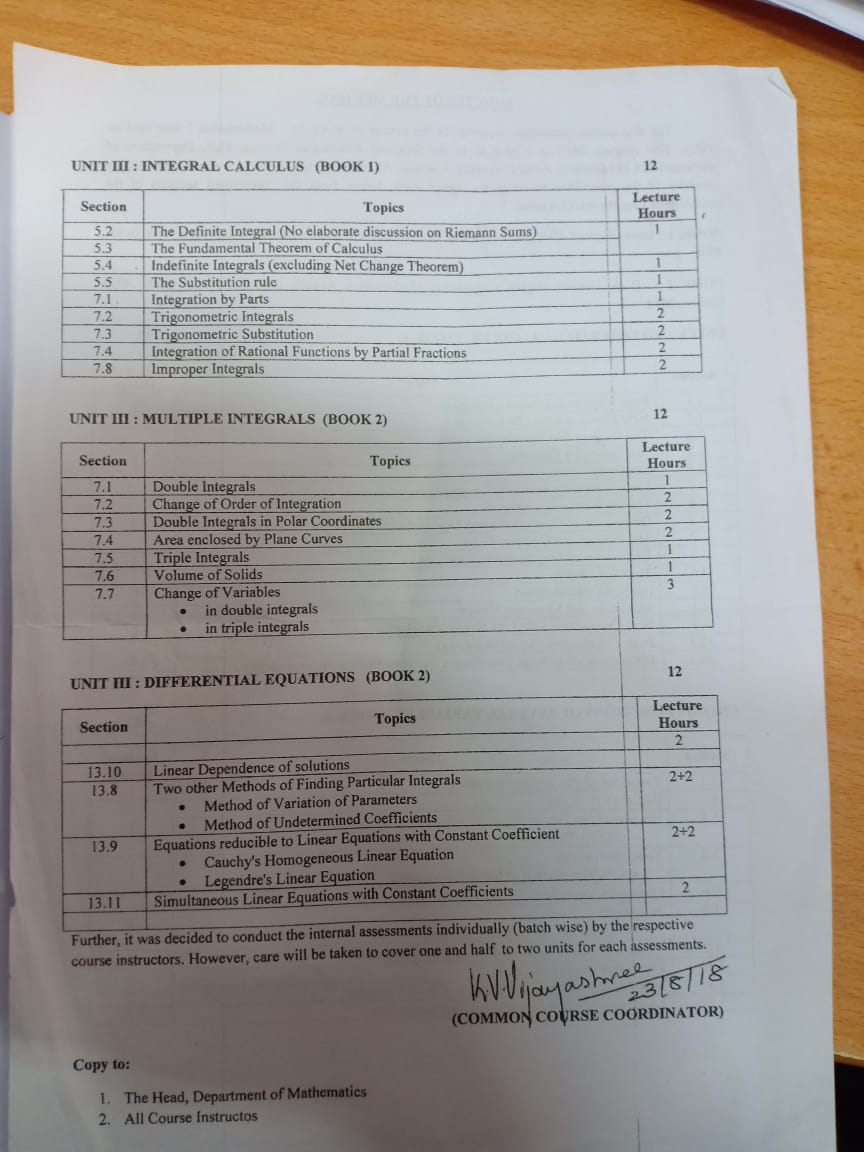 UNIT III : INTEGRAL CALCULUS (BOOK 1) 12
Section Topics Lecture Hours
5.2 The Definite Integral (No elaborate discussion on Riemann Sums) 1
5.3 The Fundamental Theorem of Calculus
5.4 Indefinite Integrals (excluding Net Change Theorem) 1
5.5 The Substitution rule 1
7.1 Integration by Parts 1
7.2 Trigonometric Integrals 2
7.3 Trigonometric Substitution 2
7.4 Integration of Rational Functions by Partial Fractions 2
7.8 Improper Integrals 2
UNIT III : MULTIPLE INTEGRALS (BOOK 2) 12
Section Topics Lecture Hours
7.1 Double Integrals 1
7.2 Change of Order of Integration 2
7.3 Double Integrals in Polar Coordinates 2
7.4 Area enclosed by Plane Curves 2
7.5 Triple Integrals 1
7.6 Volume of Solids 1
7.7 Change of Variables 3
• in double integrals
• in triple integrals
UNIT III : DIFFERENTIAL EQUATIONS (BOOK 2) 12
Section Topics Lecture Hours
2
13.10 Linear Dependence of solutions
13.8 Two other Methods of Finding Particular Integrals 2+2
• Method of Variation of Parameters
• Method of Undetermined Coefficients
13.9 Equations reducible to Linear Equations with Constant Coefficient 2+2
• Cauchy's Homogeneous Linear Equation
• Legendre's Linear Equation
13.11 Simultaneous Linear Equations with Constant Coefficients 2
Further, it was decided to conduct the internal assessments individually (batch wise) by the respective
course instructors. However, care will be taken to cover one and half to two units for each assessments.
K.V.Vijayashree
23/8/18
(COMMON COURSE COORDINATOR)
Copy to:
1. The Head, Department of Mathematics
2. All Course Instructos